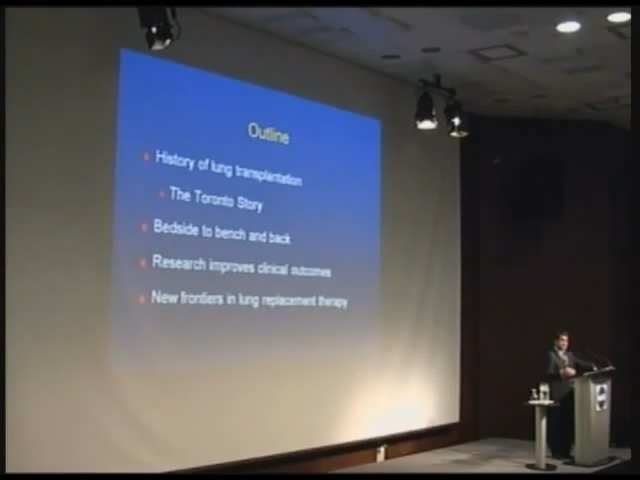 Outline
History of lung transplantation
The Toronto Story
Bedside to bench and back
Research improves clinical outcomes
New frontiers in lung replacement therapy